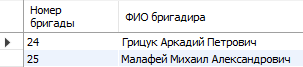 Номер бригады ФИО бригадира
24 Грицук Аркадий Петрович
25 Малафей Михаил Александрович